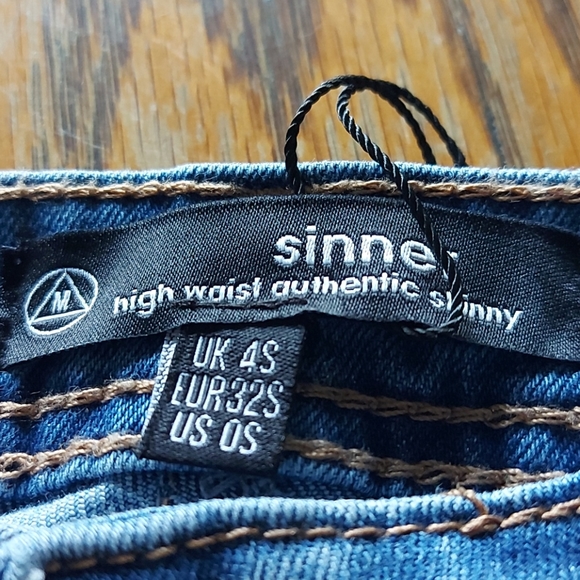 sinner
high waist authentic skinny
M
UK 4S
EUR32S
US 0S